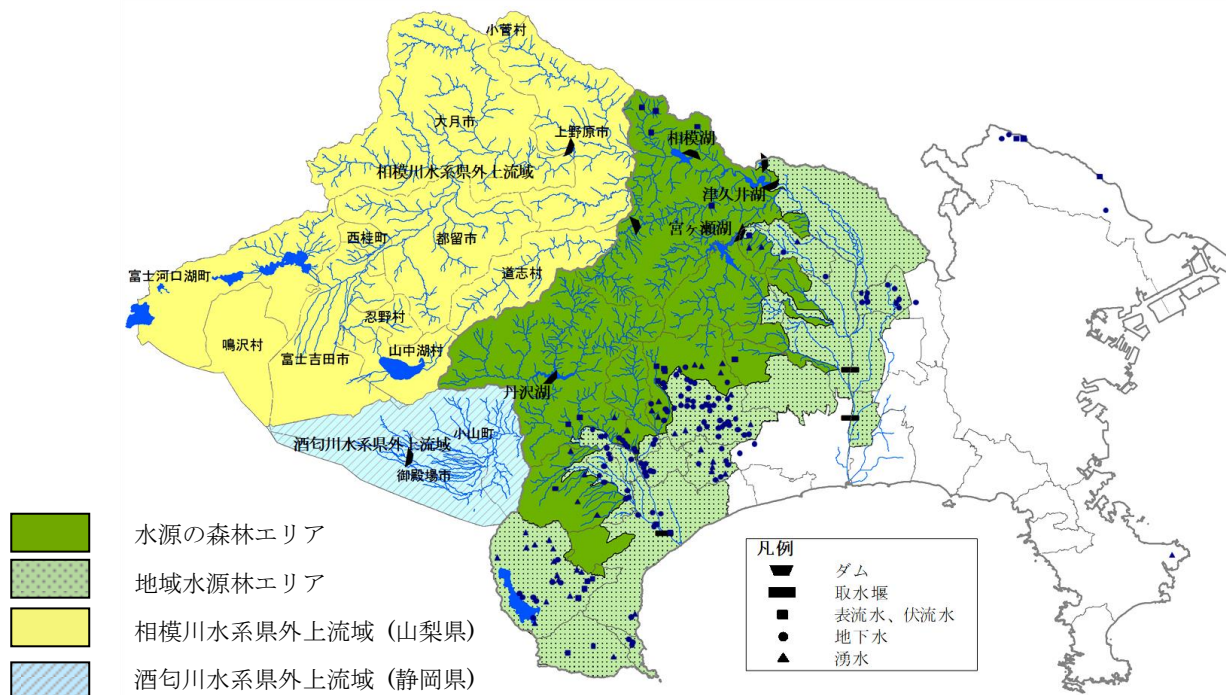 小菅村
大月市
上野原市
相模湖
相模川水系県外上流域
津久井湖
宮ヶ瀬湖
西桂町
都留市
道志村
富士河口湖町
忍野村
鳴沢村
富士吉田市
山中湖村
丹沢湖
小山町
酒匂川水系県外上流域
御殿場市
水源の森林エリア
地域水源林エリア
相模川水系県外上流域 (山梨県)
酒匂川水系県外上流域 (静岡県)
凡例
ダム
取水堰
表流水、伏流水
地下水
湧水